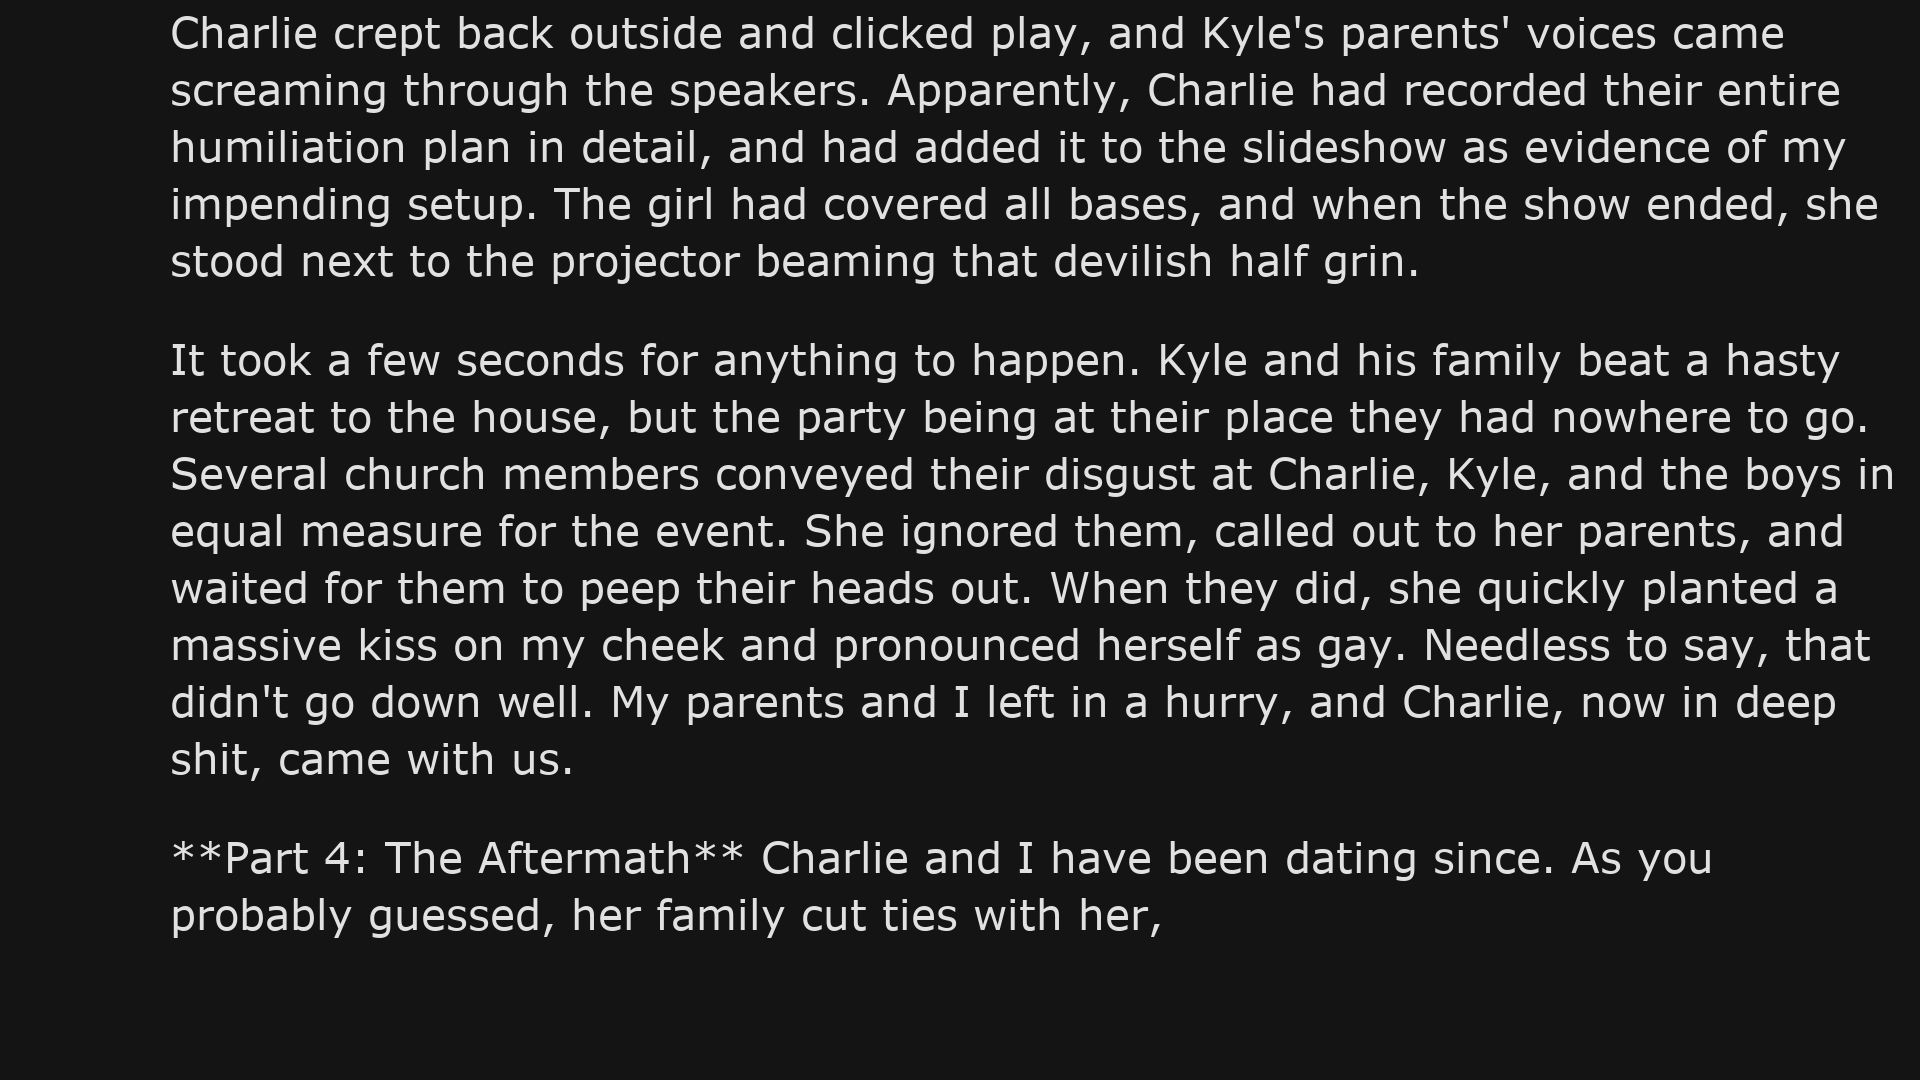 Charlie crept back outside and clicked play, and Kyle's parents' voices came
screaming through the speakers. Apparently, Charlie had recorded their entire
humiliation plan in detail, and had added it to the slideshow as evidence of my
impending setup. The girl had covered all bases, and when the show ended, she
stood next to the projector beaming that devilish half grin.
It took a few seconds for anything to happen. Kyle and his family beat a hasty
retreat to the house, but the party being at their place they had nowhere to go.
Several church members conveyed their disgust at Charlie, Kyle, and the boys in
equal measure for the event. She ignored them, called out to her parents, and
waited for them to peep their heads out. When they did, she quickly planted a
massive kiss on my cheek and pronounced herself as gay. Needless to say, that
didn't go down well. My parents and I left in a hurry, and Charlie, now in deep
shit, came with us.
**Part 4: The Aftermath** Charlie and I have been dating since. As you
probably guessed, her family cut ties with her,